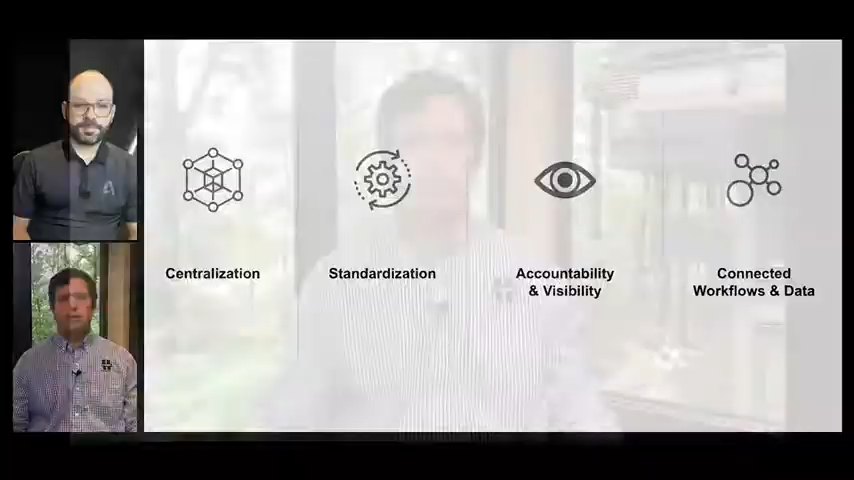 Centralization
Standardization
Accountability
& Visibility
Connected
Workflows & Data